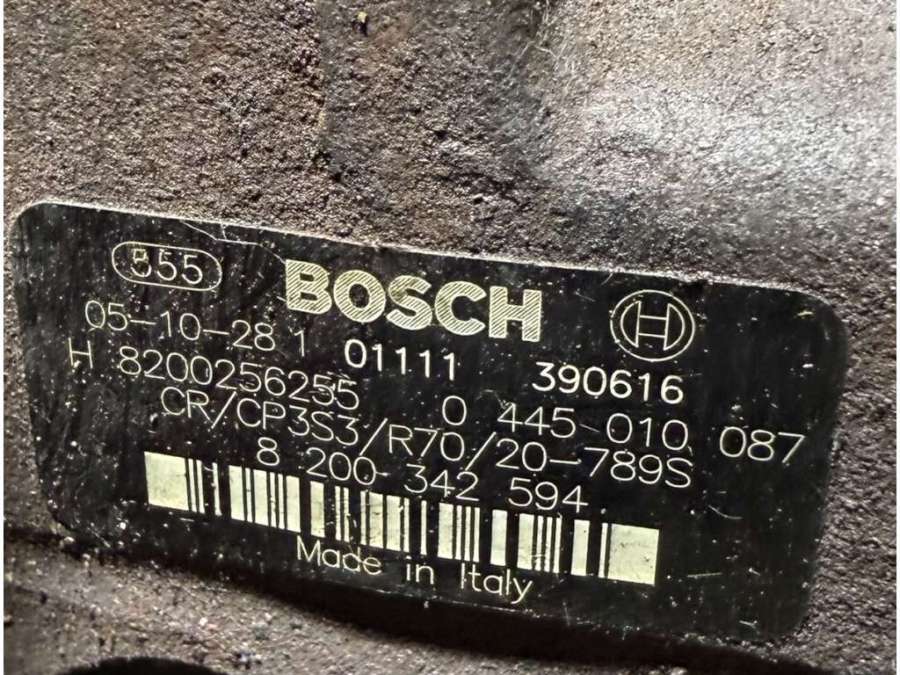 555 BOSCH H
05-10-28 1 01111 390616
H 8200256255 0 445 010 087
CR/CP3S3/R70/20-789S
8 200 342 594
Made in Italy